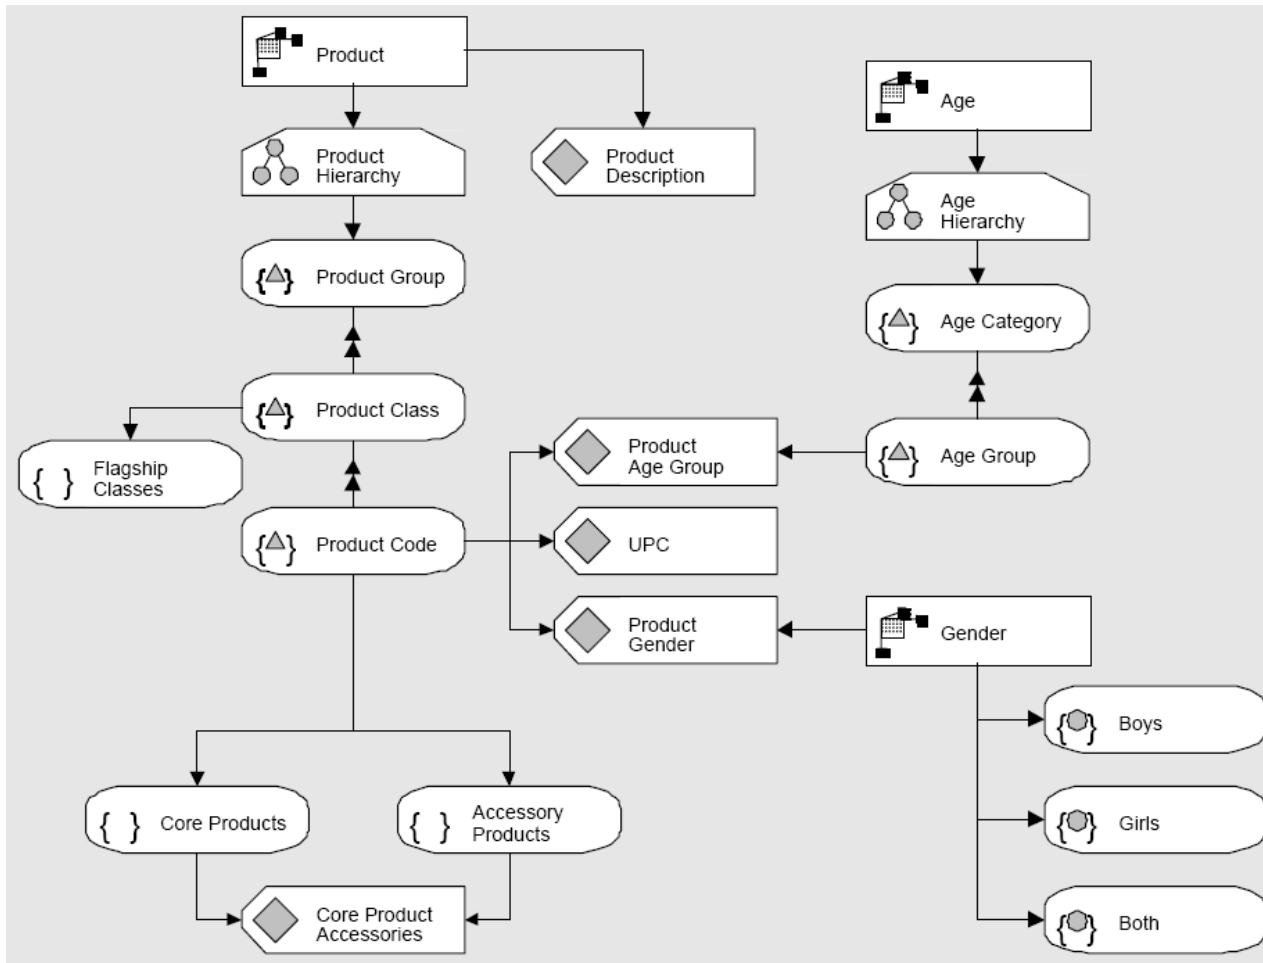 Product
Age
Product
Hierarchy
Product
Description
Age
Hierarchy
{ } Product Group
{ } Age Category
{ } Product Class
Product
Age Group
{ } Age Group
{ } Flagship
Classes
{ } Product Code
UPC
Product
Gender
Gender
{ } Boys
{ } Core Products
{ } Accessory
Products
{ } Girls
Core Product
Accessories
{ } Both